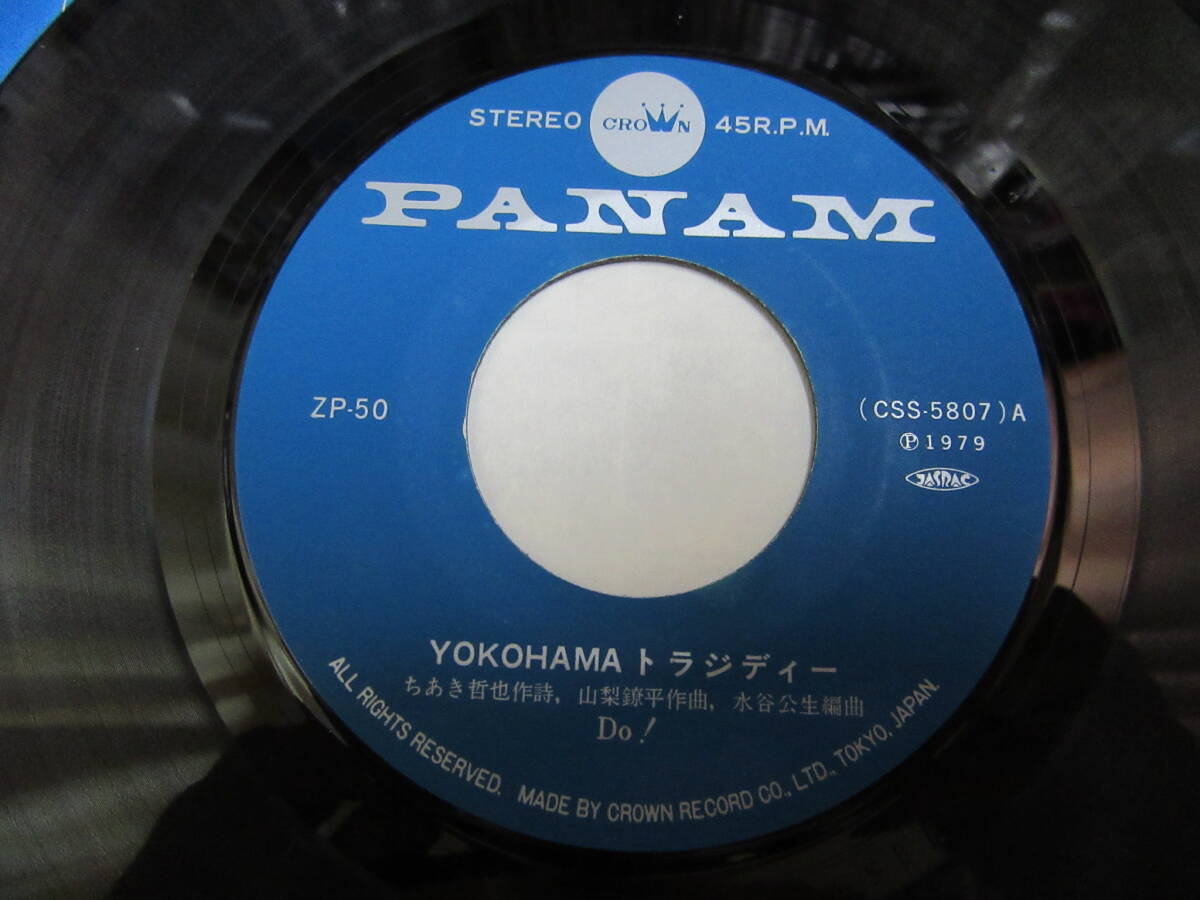 STEREO CROWN 45R.P.M.
PANAM
ZP-50
(CSS-5807)A
Ⓟ1979
JASRAC
YOKOHAMAトラジディー
ちあき哲也作詩, 山梨鐐平作曲, 水谷公生編曲
Do!
ALL RIGHTS RESERVED. MADE BY CROWN RECORD CO., LTD., TOKYO, JAPAN.